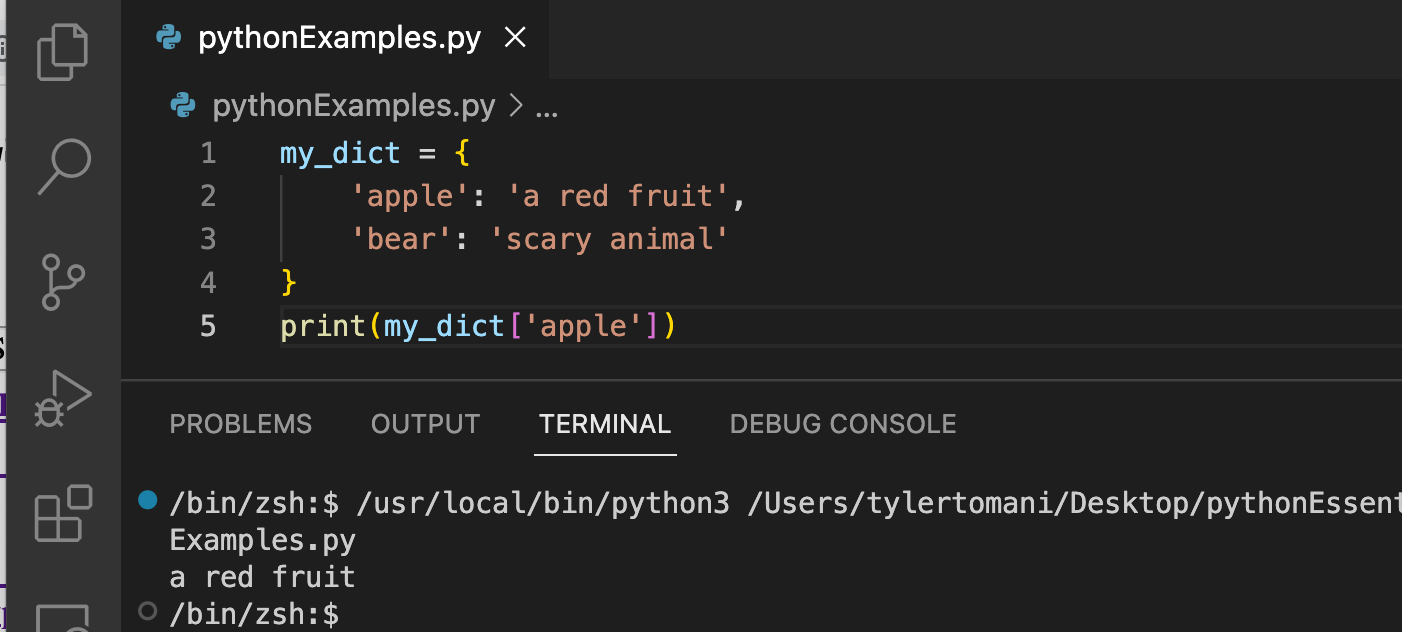 pythonExamples.py
pythonExamples.py > ...
1 my_dict = {
2     'apple': 'a red fruit',
3     'bear': 'scary animal'
4 }
5 print(my_dict['apple'])
PROBLEMS OUTPUT TERMINAL DEBUG CONSOLE
/bin/zsh:$ /usr/local/bin/python3 /Users/tylertomani/Desktop/pythonEssent
Examples.py
a red fruit
/bin/zsh:$